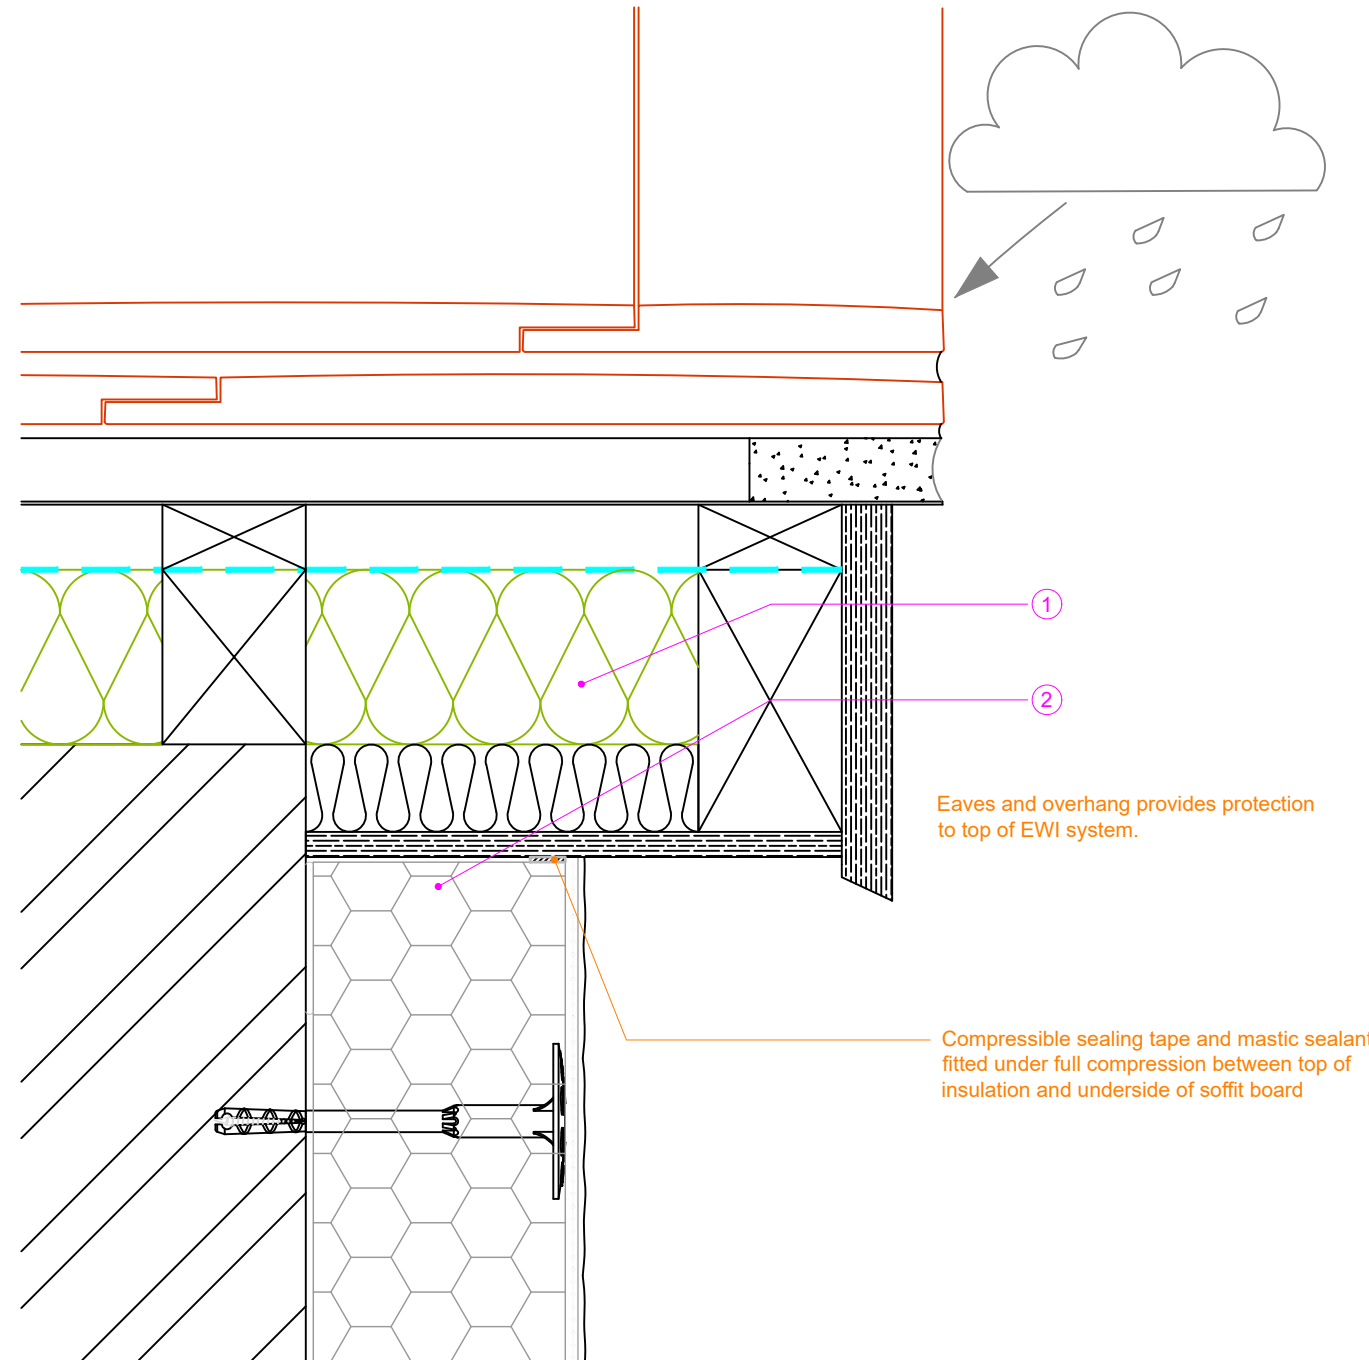 1
2
Eaves and overhang provides protection
to top of EWI system.
Compressible sealing tape and mastic sealant
fitted under full compression between top of
insulation and underside of soffit board